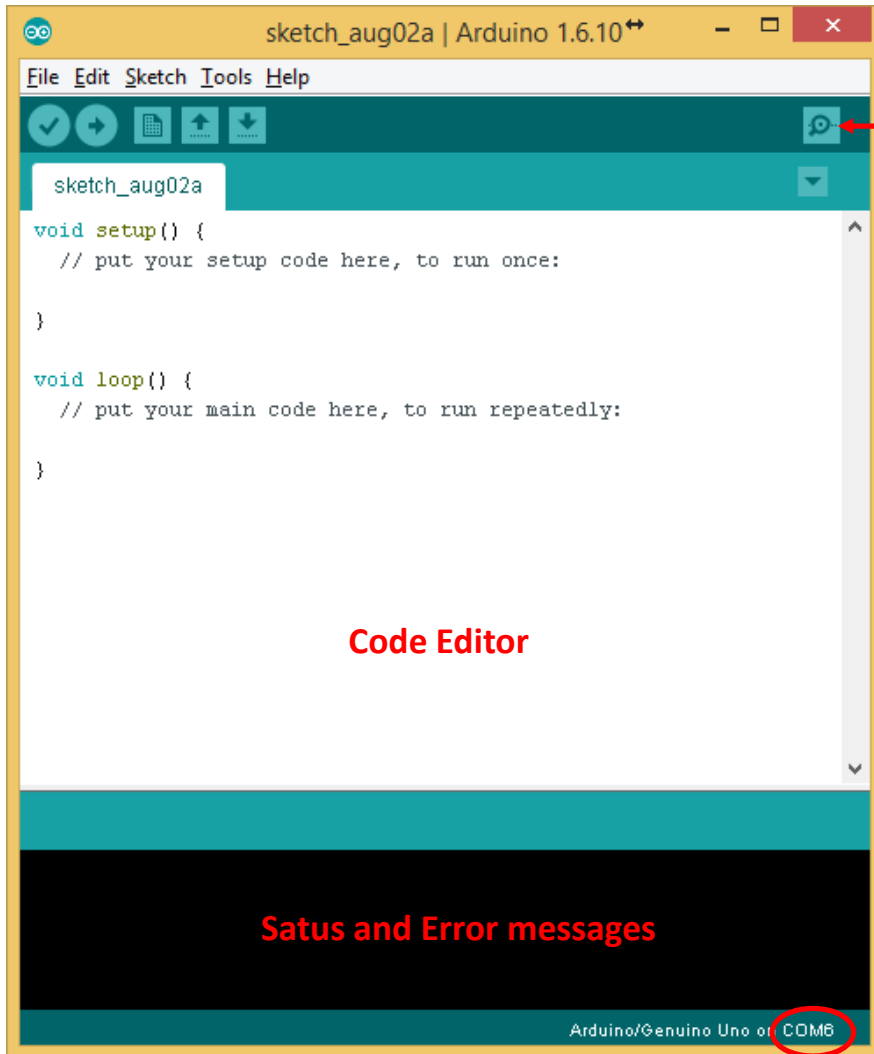 sketch_aug02a | Arduino 1.6.10
File Edit Sketch Tools Help
sketch_aug02a
void setup() {
  // put your setup code here, to run once:
}
void loop() {
  // put your main code here, to run repeatedly:
}
Code Editor
Satus and Error messages
Arduino/Genuino Uno on COM6